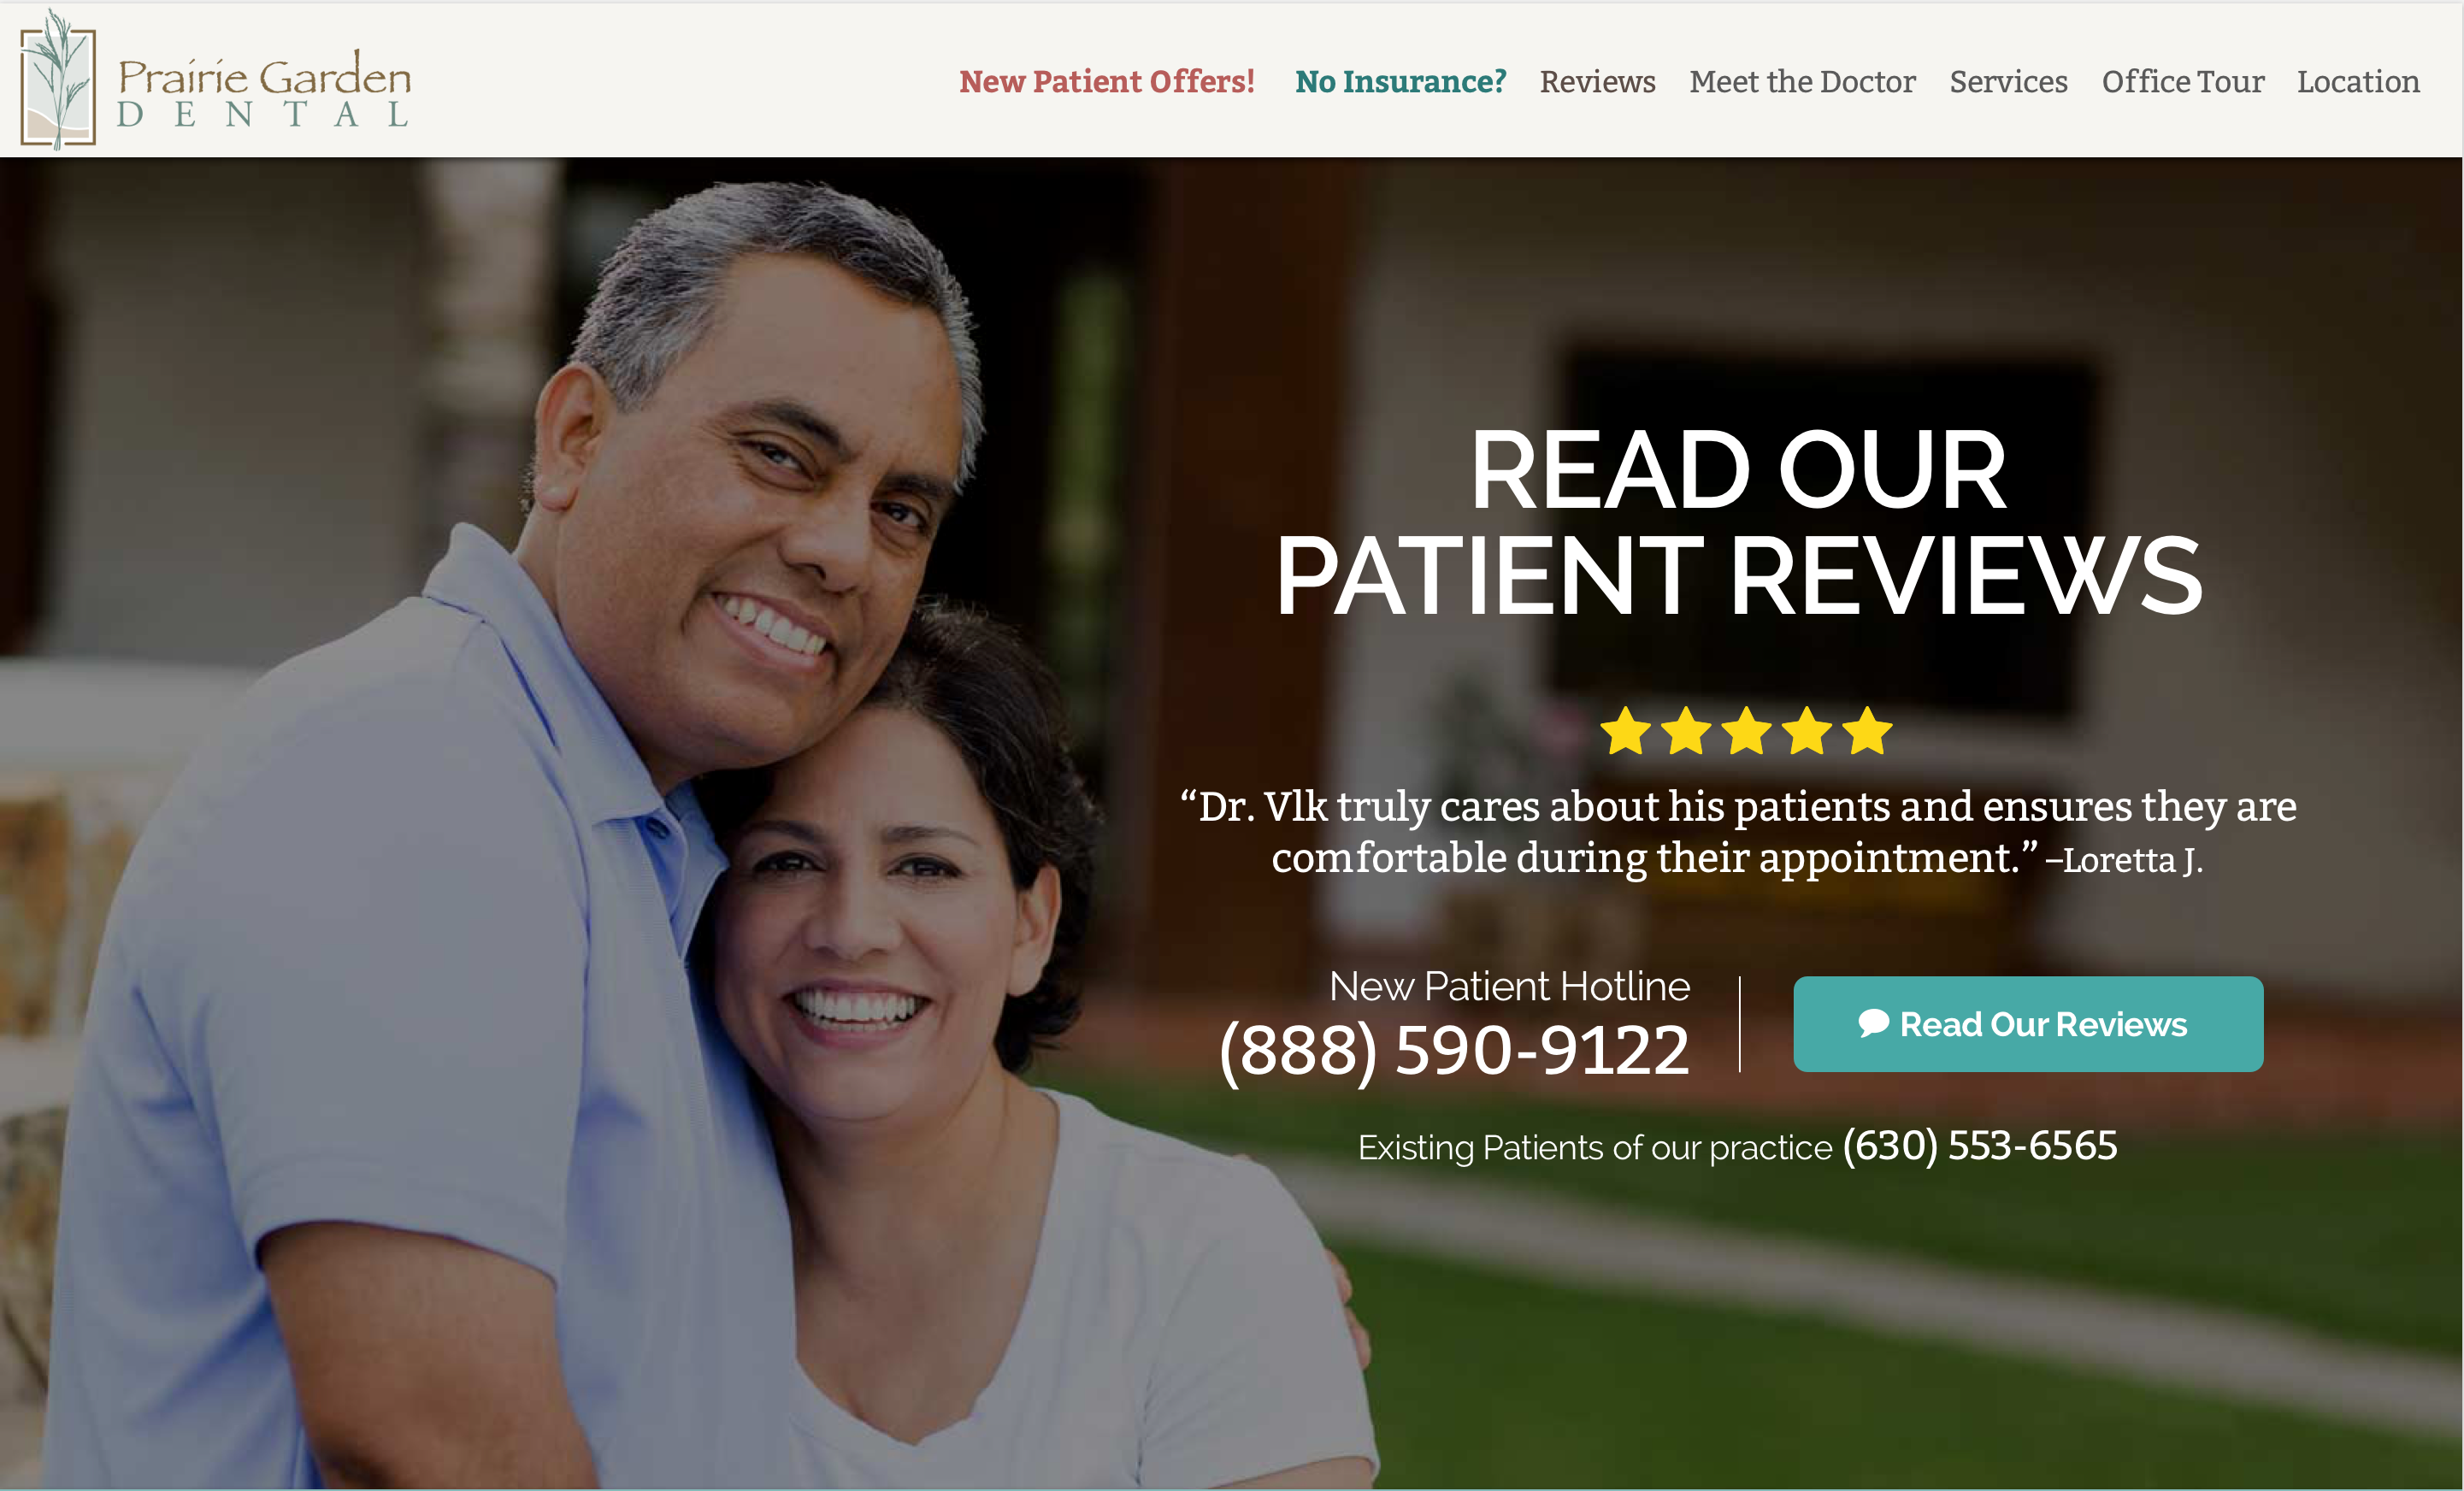 Prairie Garden
DENTAL
New Patient Offers! No Insurance? Reviews Meet the Doctor Services Office Tour Location
READ OUR
PATIENT REVIEWS
“Dr. Vlk truly cares about his patients and ensures they are
comfortable during their appointment.” –Loretta J.
New Patient Hotline
(888) 590-9122
Read Our Reviews
Existing Patients of our practice (630) 553-6565